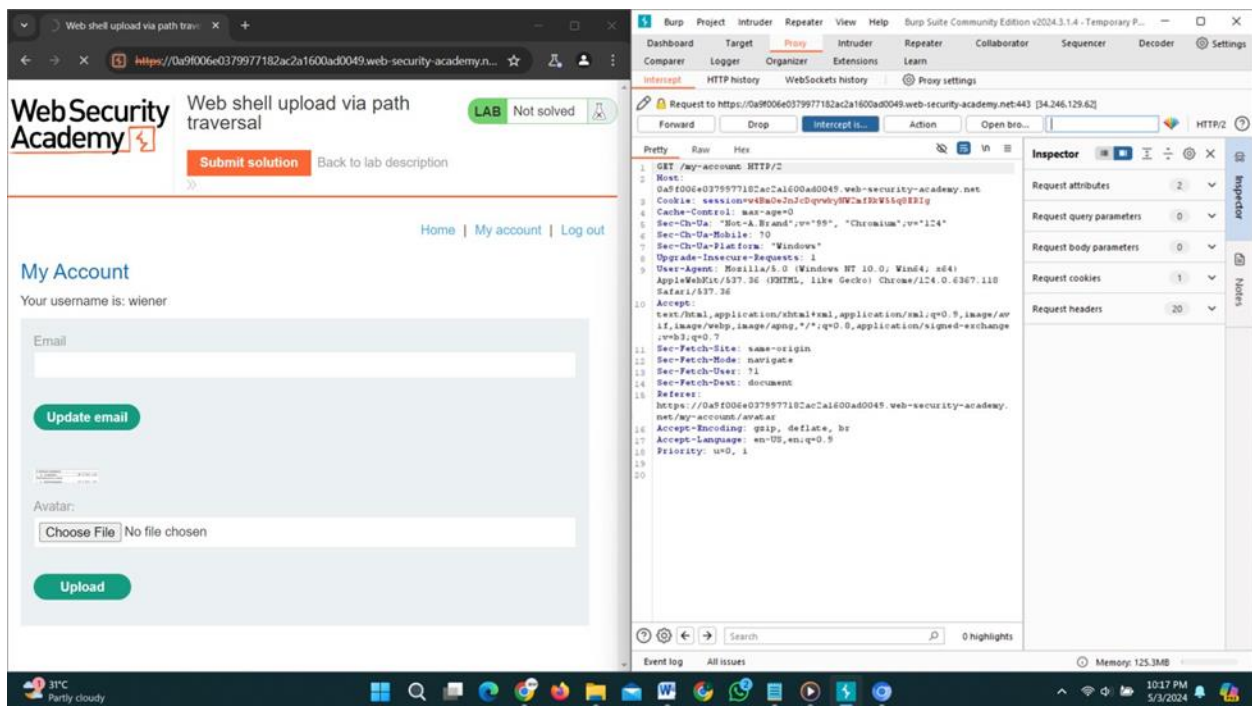 Web shell upload via path trave
https://0a9f006e0379977182ac2a1600ad0049.web-security-academy.n...
Web Security
Academy
Web shell upload via path
traversal
LAB Not solved
Submit solution Back to lab description
Home | My account | Log out
My Account
Your username is: wiener
Email
Update email
Avatar:
Choose File No file chosen
Upload
Burp Project Intruder Repeater View Help Burp Suite Community Edition v2024.3.1.4 - Temporary P...
Dashboard Target Proxy Intruder Repeater Collaborator Sequencer Decoder Settings
Comparer Logger Organizer Extensions Learn
Intercept HTTP history WebSockets history Proxy settings
Request to https://0a9f006e0379977182ac2a1600ad0049.web-security-academy.net:443 [34.246.129.62]
Forward Drop Intercept is... Action Open bro... HTTP/2
Pretty Raw Hex
1 GET /my-account HTTP/2
2 Host:
0a9f006e0379977182ac2a1600ad0049.web-security-academy.net
3 Cookie:
4 Cache-Control: max-age=0
5 Sec-Ch-Ua: "Not-A.Brand";v="99", "Chromium";v="124"
6 Sec-Ch-Ua-Mobile: ?0
7 Sec-Ch-Ua-Platform: "Windows"
8 Upgrade-Insecure-Requests: 1
9 User-Agent: Mozilla/5.0 (Windows NT 10.0; Win64; x64)
AppleWebKit/537.36 (KHTML, like Gecko) Chrome/124.0.6367.118
Safari/537.36
10 Accept:
text/html,application/xhtml+xml,application/xml;q=0.9,image/av
if,image/webp,image/apng,*/*;q=0.8,application/signed-exchange
;v=b3;q=0.7
11 Sec-Fetch-Site: same-origin
12 Sec-Fetch-Mode: navigate
13 Sec-Fetch-User: ?1
14 Sec-Fetch-Dest: document
15 Referer:
https://0a9f006e0379977182ac2a1600ad0049.web-security-academy.
net/my-account/avatar
16 Accept-Encoding: gzip, deflate, br
17 Accept-Language: en-US,en;q=0.9
18 Priority: u=0, i
19
20
Inspector
Request attributes 2
Request query parameters 0
Request body parameters 0
Request cookies 1
Request headers 20
Inspector
Notes
Search 0 highlights
Event log All issues Memory: 125.3MB
31°C
Partly cloudy
10:17 PM
5/3/2024